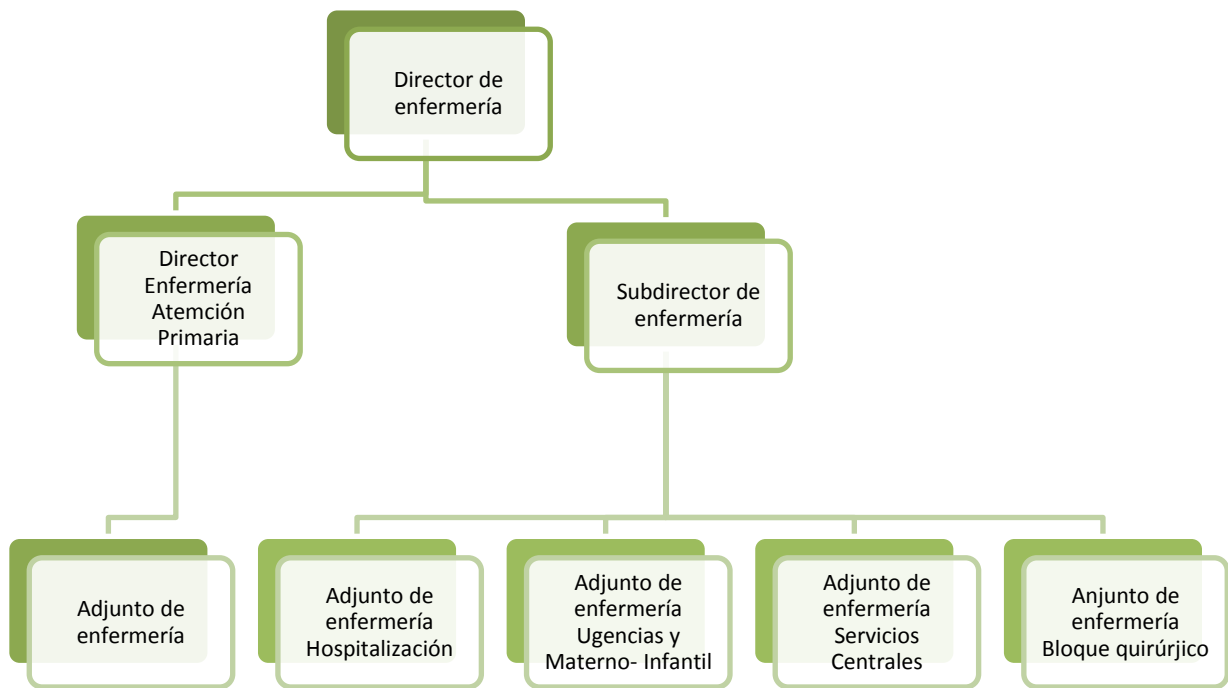 Director de
enfermería
Director
Enfermería
Atemción
Primaria
Subdirector de
enfermería
Adjunto de
enfermería
Adjunto de
enfermería
Hospitalización
Adjunto de
enfermería
Ugencias y
Materno- Infantil
Adjunto de
enfermería
Servicios
Centrales
Anjunto de
enfermería
Bloque quirúrjico